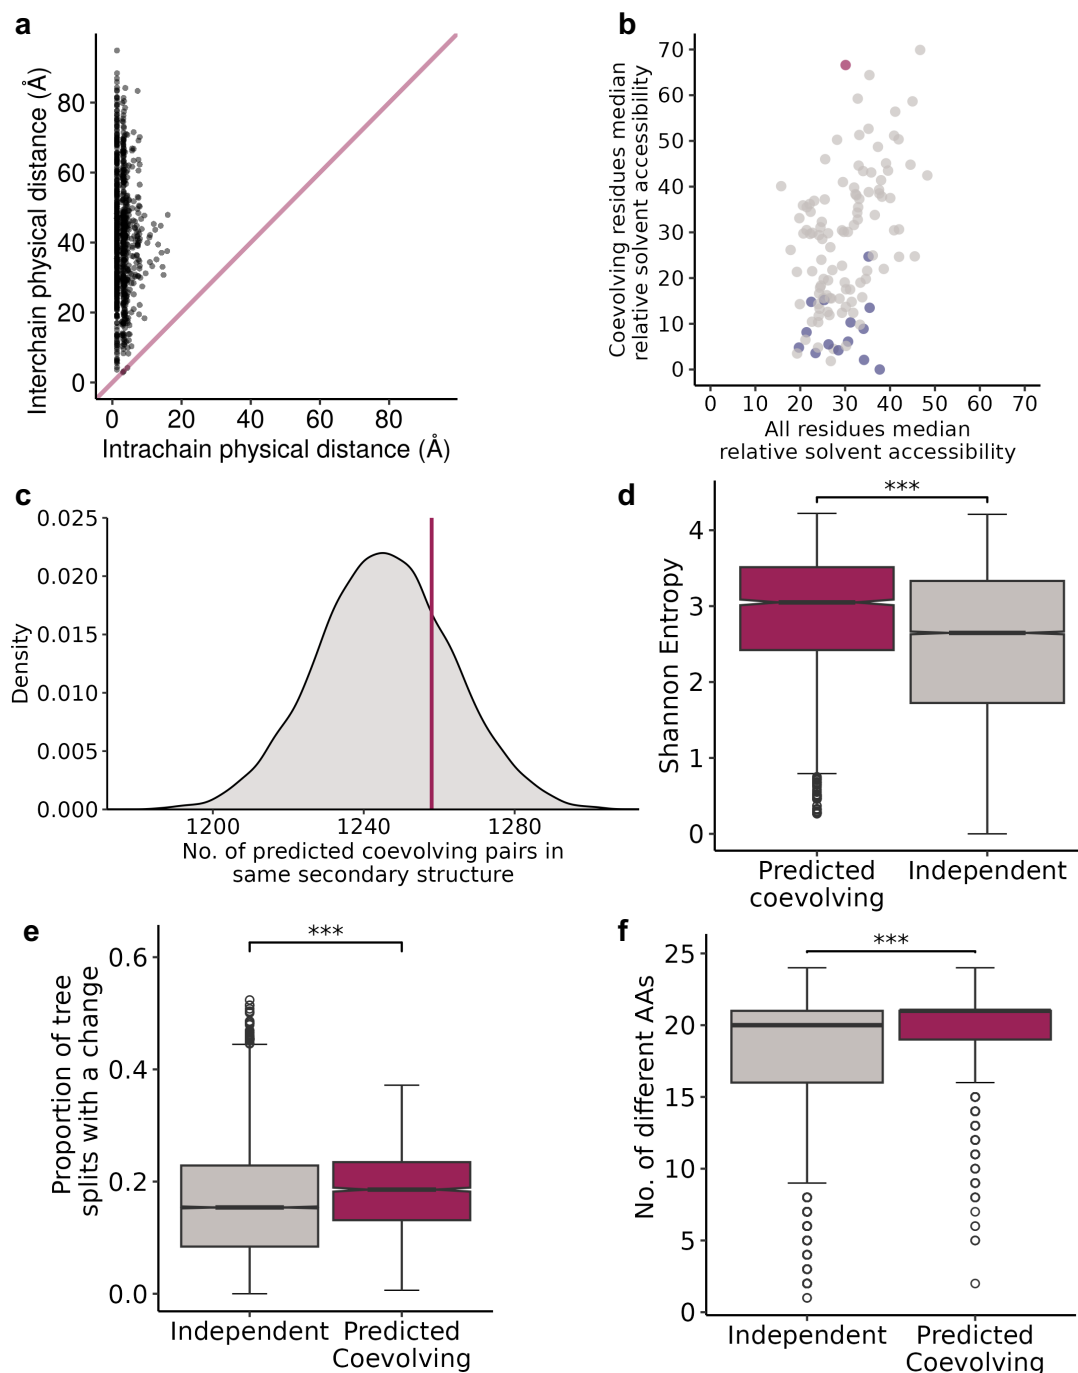 a
Interchain physical distance (Å)
80
60
40
20
0
0 20 40 60 80
Intrachain physical distance (Å)
b
Coevolving residues median
relative solvent accessibility
70
60
50
40
30
20
10
0
0 10 20 30 40 50 60 70
All residues median
relative solvent accessibility
c
Density
0.025
0.020
0.015
0.010
0.005
0.000
1200 1240 1280
No. of predicted coevolving pairs in
same secondary structure
d
***
Shannon Entropy
4
3
2
1
0
Predicted
coevolving
Independent
e
***
Proportion of tree
splits with a change
0.6
0.4
0.2
0.0
Independent
Predicted
Coevolving
f
***
No. of different AAs
25
20
15
10
5
0
Independent
Predicted
Coevolving